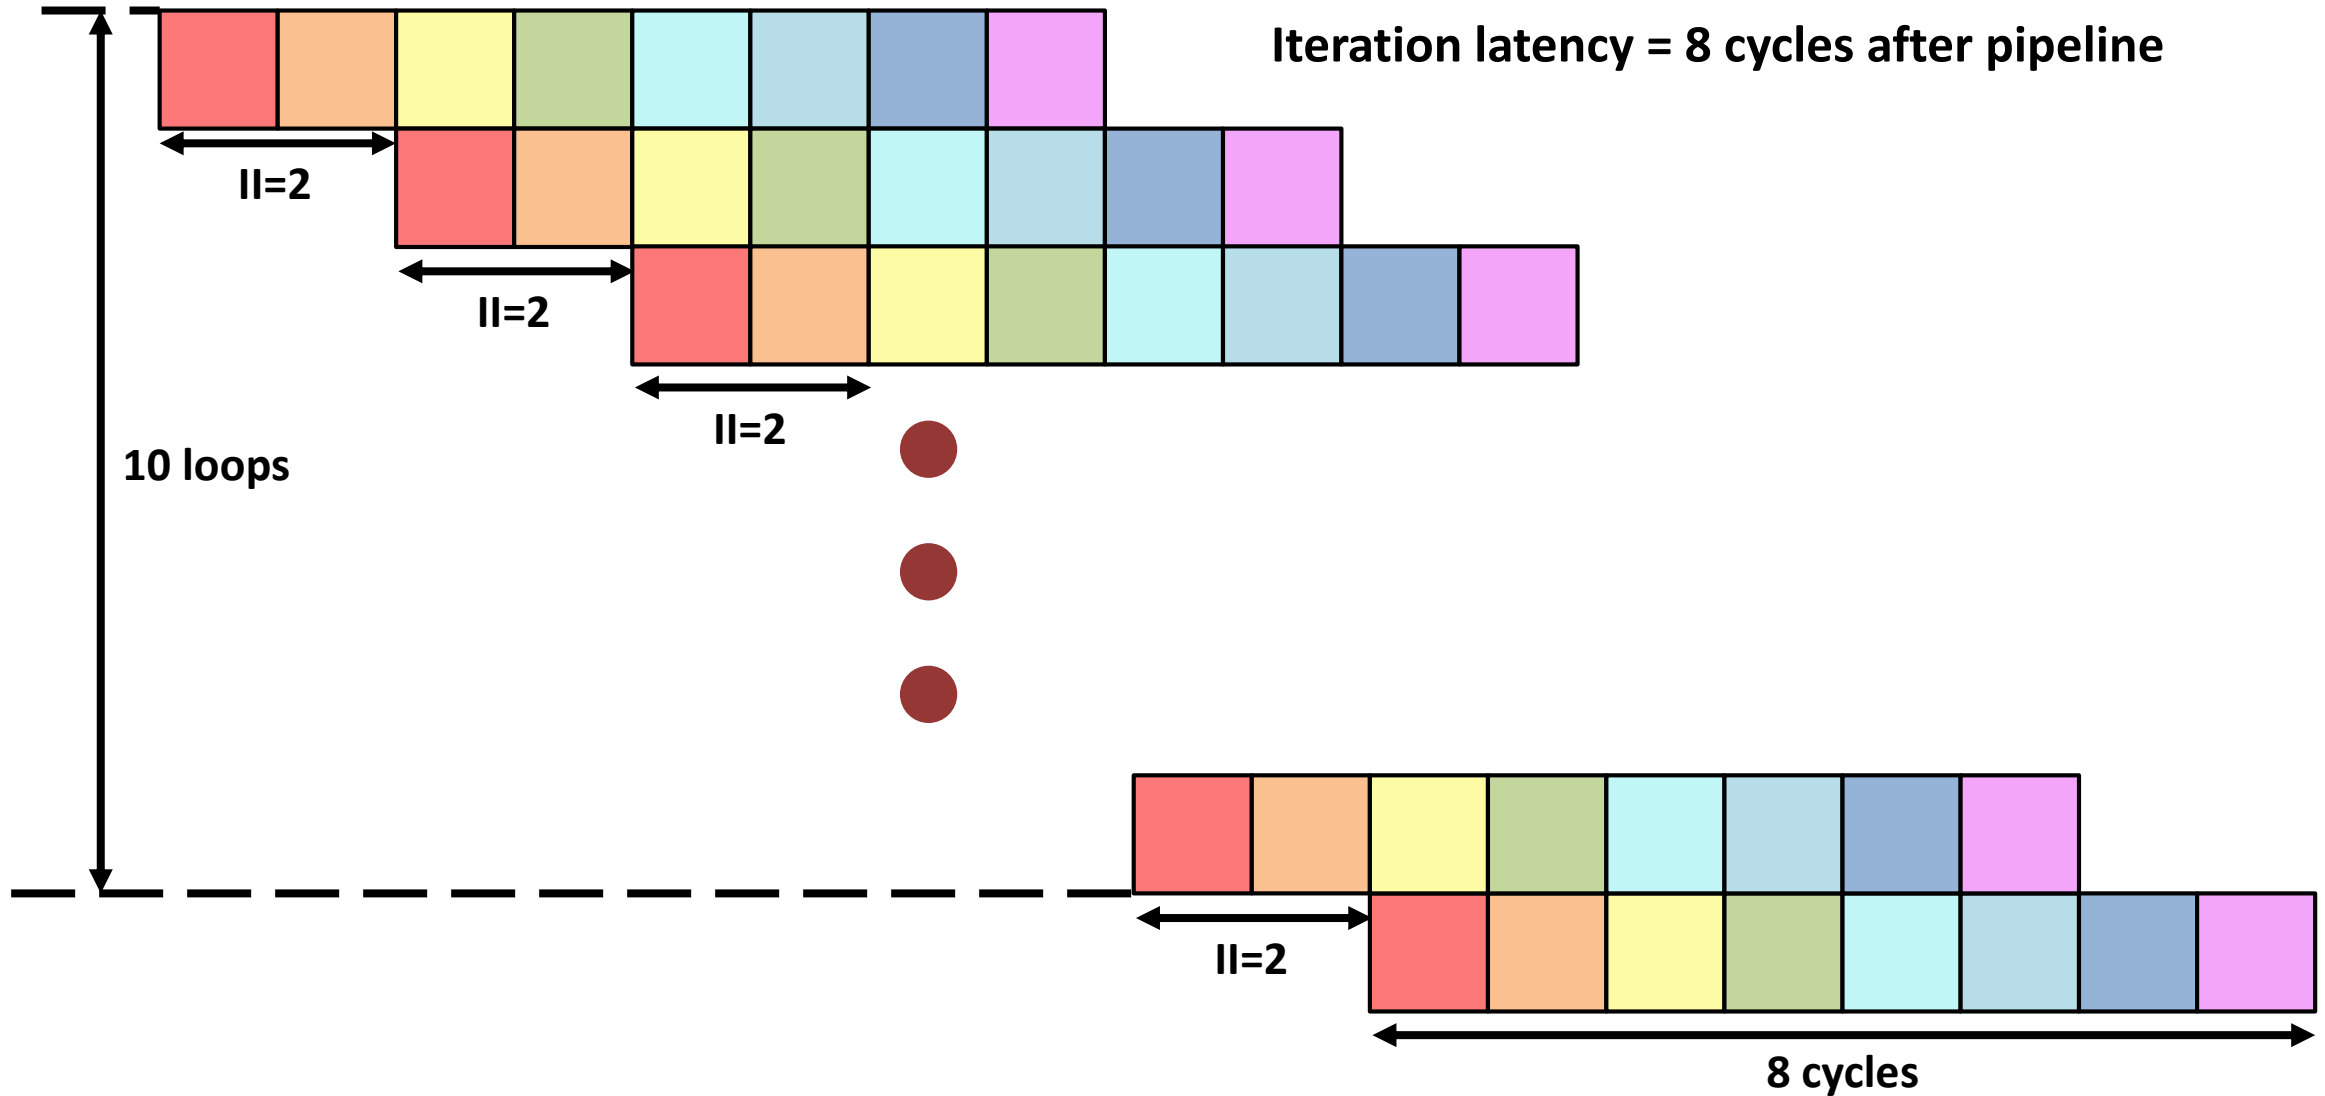 Iteration latency = 8 cycles after pipeline
II=2
II=2
II=2
10 loops
II=2
8 cycles